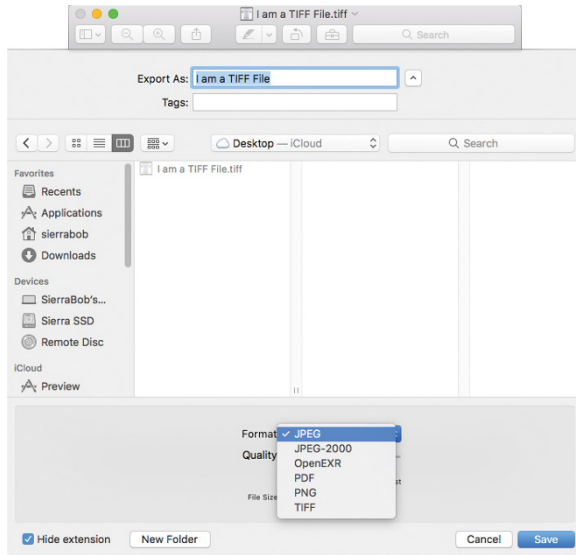 I am a TIFF File.tiff
Search
Export As: I am a TIFF File
Tags:
Desktop — iCloud
Search
Favorites
I am a TIFF File.tiff
Recents
Applications
sierrabob
Downloads
Devices
SierraBob's...
Sierra SSD
Remote Disc
iCloud
Preview
Format
JPEG
Quality
JPEG-2000
OpenEXR
PDF
PNG
File Size
TIFF
Hide extension
New Folder
Cancel
Save